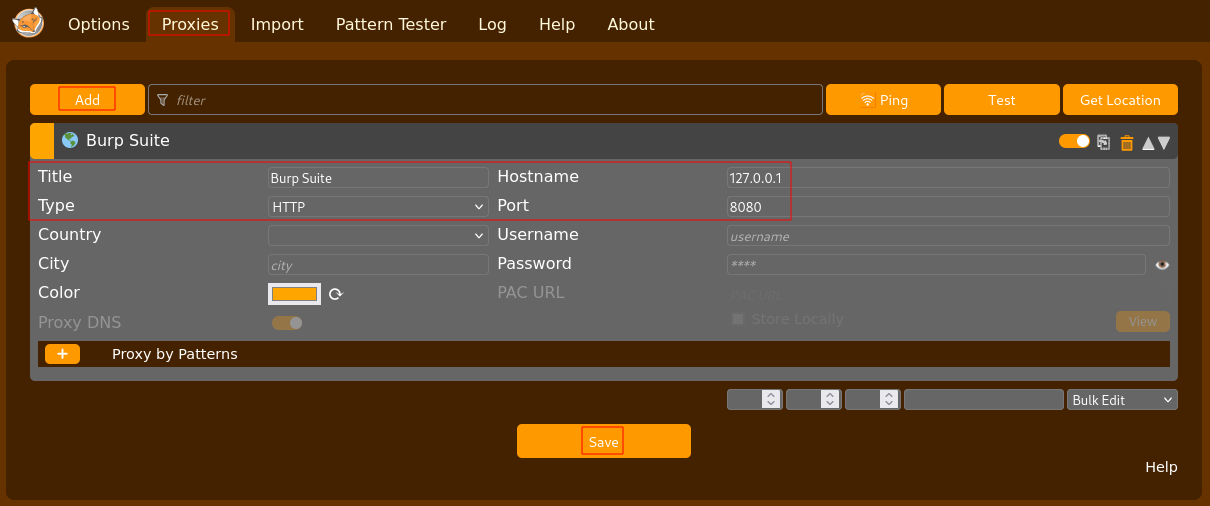 Options Proxies Import Pattern Tester Log Help About
Add filter Ping Test Get Location
Burp Suite
Title Burp Suite Hostname 127.0.0.1
Type HTTP Port 8080
Country Username username
City city Password ****
Color PAC URL PAC URL
Proxy DNS Store Locally View
+ Proxy by Patterns
Bulk Edit
Save
Help